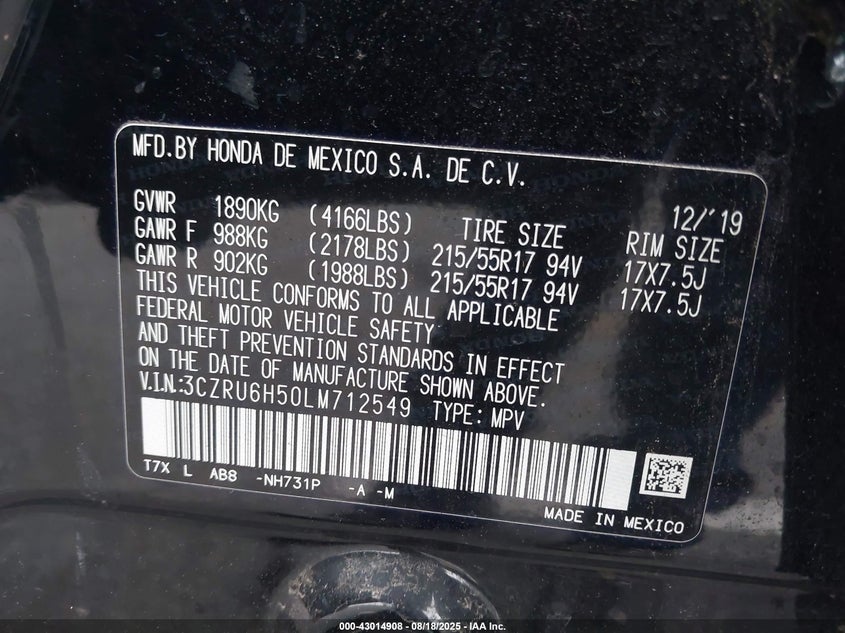 MFD.BY HONDA DE MEXICO S.A. DE C.V.
12/'19
GVWR 1890KG (4166LBS) TIRE SIZE RIM SIZE
GAWR F 988KG (2178LBS) 215/55R17 94V 17X7.5J
GAWR R 902KG (1988LBS) 215/55R17 94V 17X7.5J
THIS VEHICLE CONFORMS TO ALL APPLICABLE
FEDERAL MOTOR VEHICLE SAFETY
AND THEFT PREVENTION STANDARDS IN EFFECT
ON THE DATE OF MANUFACTURE SHOWN ABOVE.
V.I.N.:3CZRU6H50LM712549 TYPE: MPV
T7X L AB8 -NH731P -A -M
MADE IN MEXICO
000-43014908 - 08/18/2025 - IAA Inc.